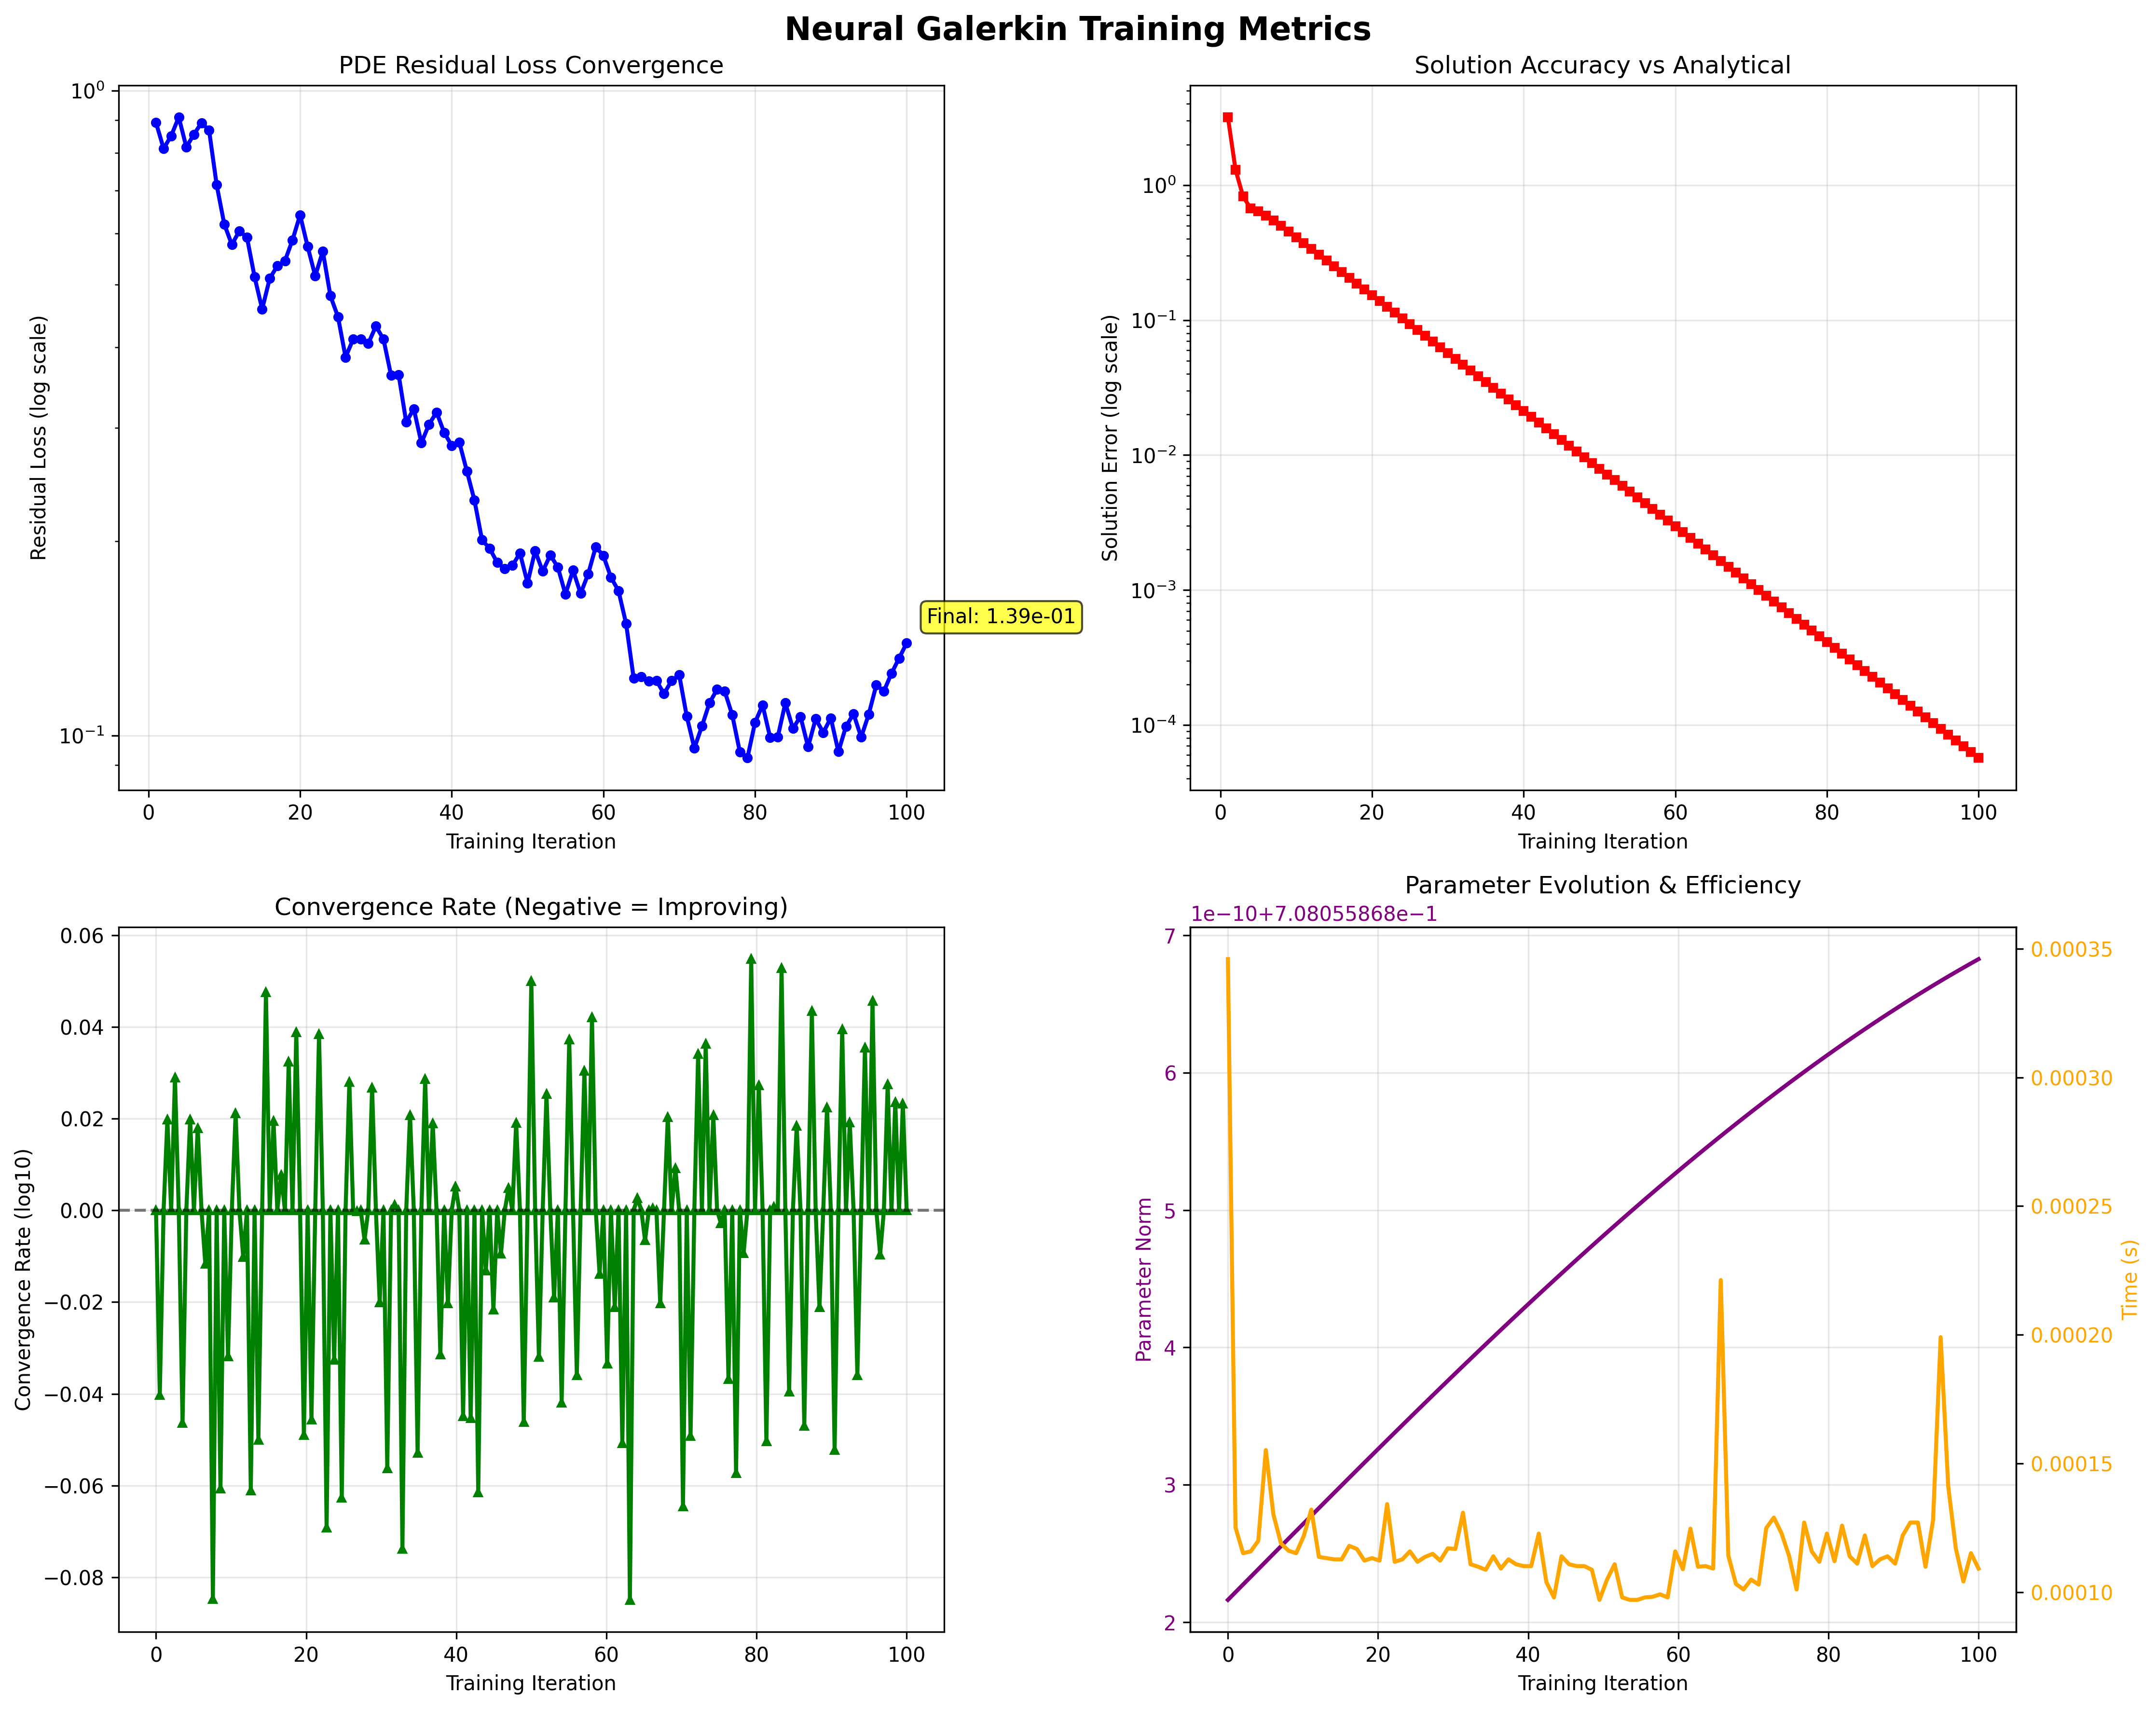 Neural Galerkin Training Metrics
PDE Residual Loss Convergence
Residual Loss (log scale)
10⁰
10⁻¹
Final: 1.39e-01
0 20 40 60 80 100
Training Iteration
Solution Accuracy vs Analytical
Solution Error (log scale)
10⁰
10⁻¹
10⁻²
10⁻³
10⁻⁴
0 20 40 60 80 100
Training Iteration
Convergence Rate (Negative = Improving)
Convergence Rate (log10)
0.06
0.04
0.02
0.00
−0.02
−0.04
−0.06
−0.08
0 20 40 60 80 100
Training Iteration
Parameter Evolution & Efficiency
1e−10+7.08055868e−1
Parameter Norm
7
6
5
4
3
2
0.00035
0.00030
0.00025
0.00020
0.00015
0.00010
Time (s)
0 20 40 60 80 100
Training Iteration